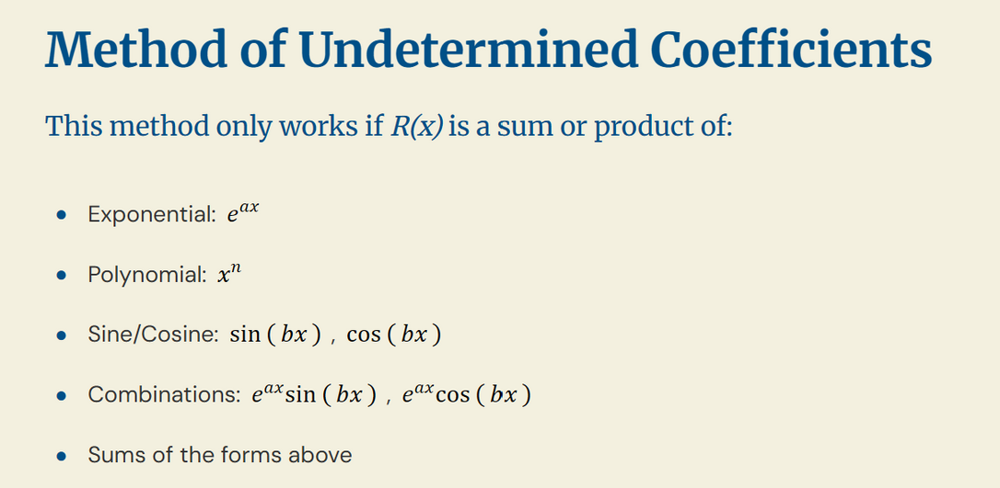 Method of Undetermined Coefficients
This method only works if R(x) is a sum or product of:
• Exponential: e^{ax}
• Polynomial: x^n
• Sine/Cosine: sin ( bx ) , cos ( bx )
• Combinations: e^{ax}sin ( bx ) , e^{ax}cos ( bx )
• Sums of the forms above